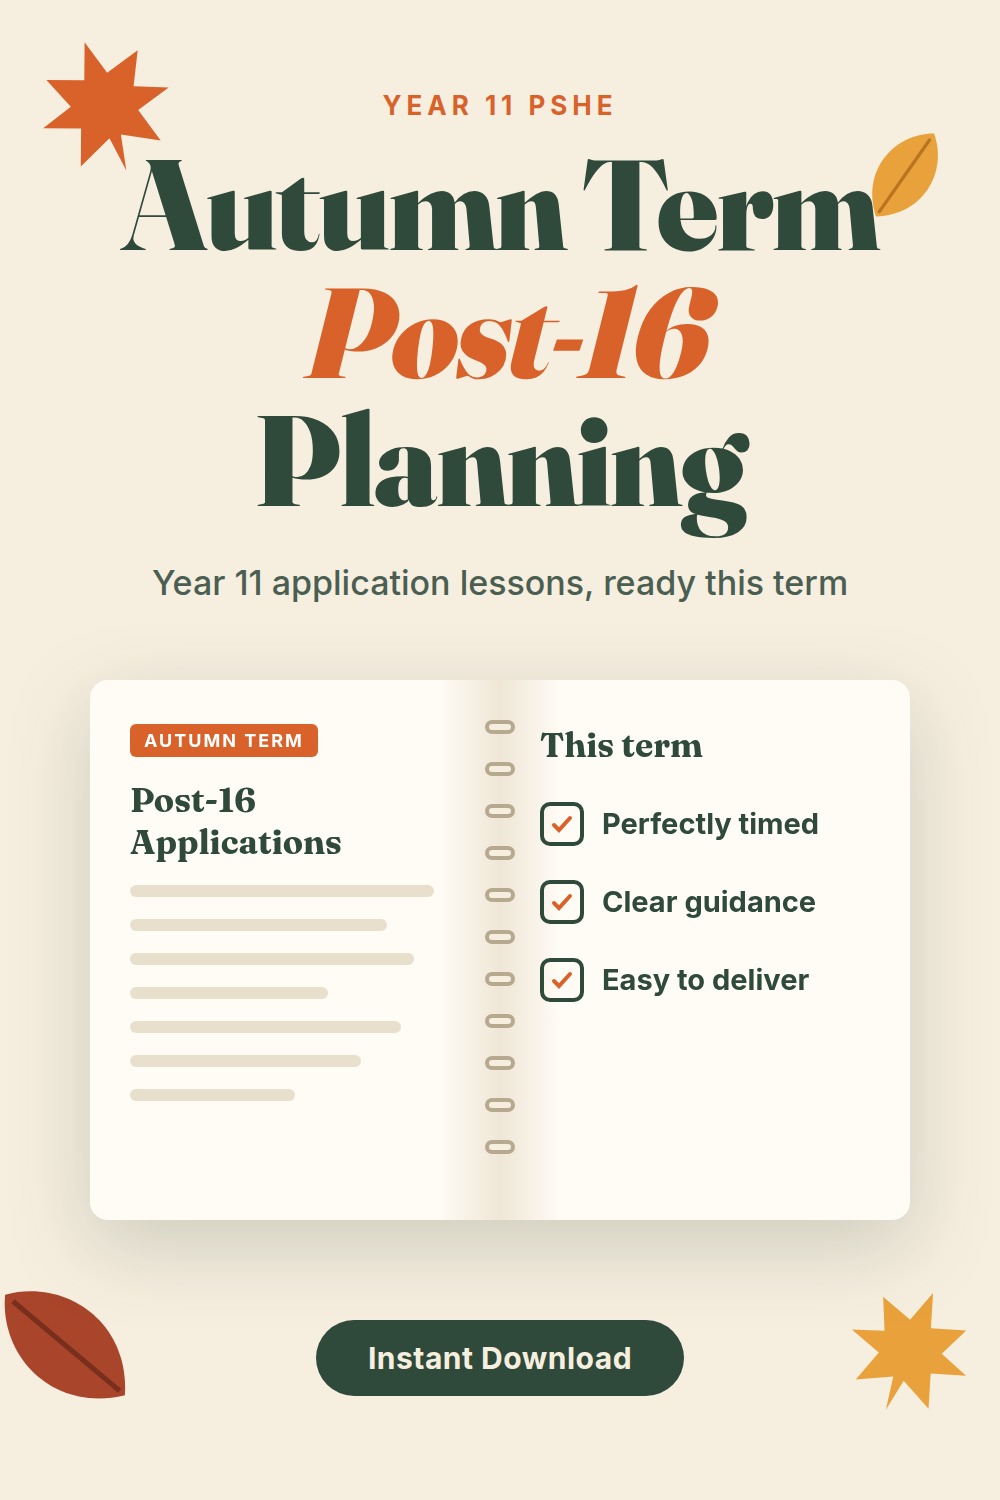 YEAR 11 PSHE
Autumn Term
Post-16
Planning
Year 11 application lessons, ready this term
AUTUMN TERM
Post-16
Applications
This term
Perfectly timed
Clear guidance
Easy to deliver
Instant Download